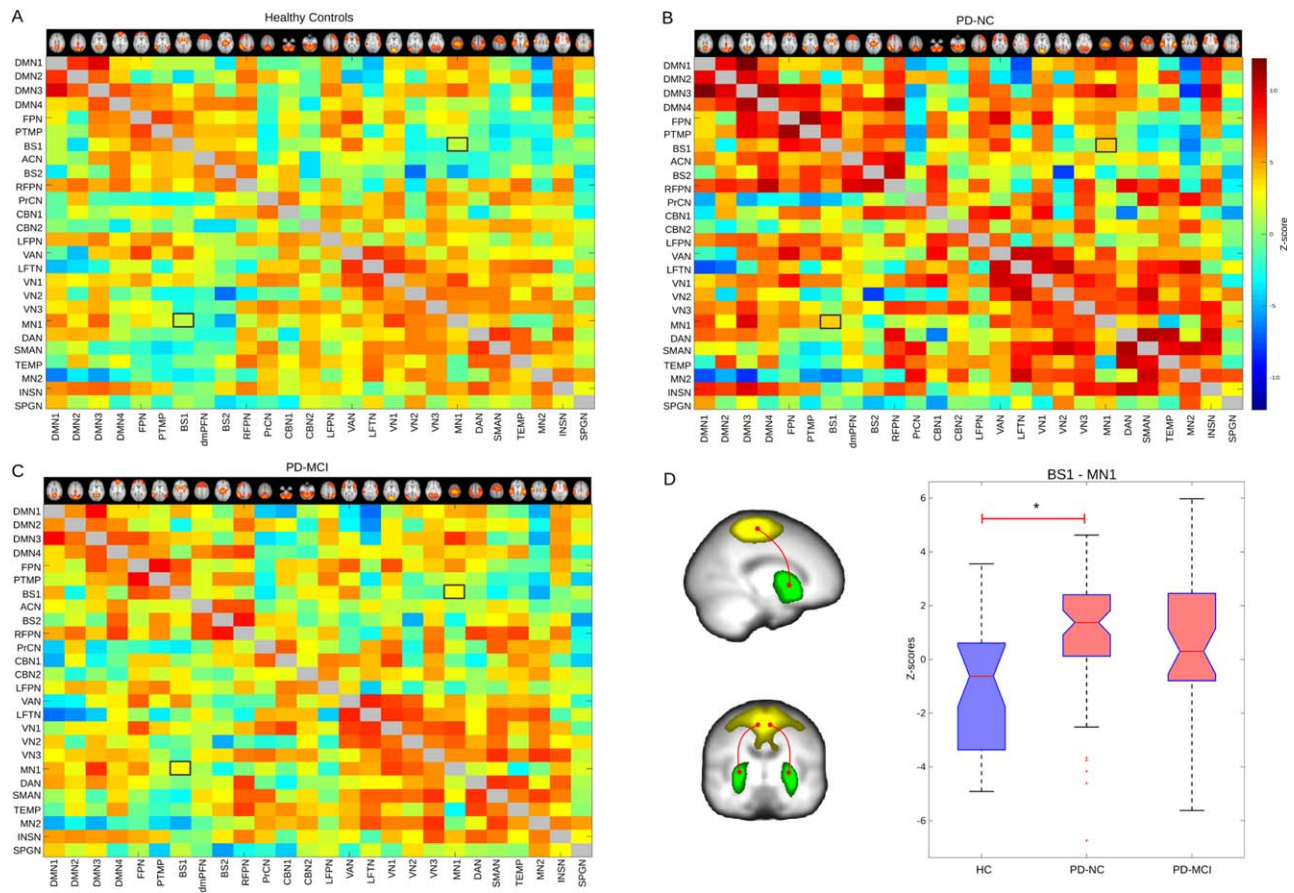 A
Healthy Controls
DMN1
DMN2
DMN3
DMN4
FPN
PTMP
BS1
ACN
BS2
RFPN
PrCN
CBN1
CBN2
LFPN
VAN
LFTN
VN1
VN2
VN3
MN1
DAN
SMAN
TEMP
MN2
INSN
SPGN
DMN1 DMN2 DMN3 DMN4 FPN PTMP BS1 dmPFN BS2 RFPN PrCN CBN1 CBN2 LFPN VAN LFTN VN1 VN2 VN3 MN1 DAN SMAN TEMP MN2 INSN SPGN
B
PD-NC
DMN1
DMN2
DMN3
DMN4
FPN
PTMP
BS1
ACN
BS2
RFPN
PrCN
CBN1
CBN2
LFPN
VAN
LFTN
VN1
VN2
VN3
MN1
DAN
SMAN
TEMP
MN2
INSN
SPGN
DMN1 DMN2 DMN3 DMN4 FPN PTMP BS1 dmPFN BS2 RFPN PrCN CBN1 CBN2 LFPN VAN LFTN VN1 VN2 VN3 MN1 DAN SMAN TEMP MN2 INSN SPGN
10
5
0
-5
-10
Z-score
C
PD-MCI
DMN1
DMN2
DMN3
DMN4
FPN
PTMP
BS1
ACN
BS2
RFPN
PrCN
CBN1
CBN2
LFPN
VAN
LFTN
VN1
VN2
VN3
MN1
DAN
SMAN
TEMP
MN2
INSN
SPGN
DMN1 DMN2 DMN3 DMN4 FPN PTMP BS1 dmPFN BS2 RFPN PrCN CBN1 CBN2 LFPN VAN LFTN VN1 VN2 VN3 MN1 DAN SMAN TEMP MN2 INSN SPGN
D
BS1 - MN1
*
6
4
2
0
-2
-4
-6
Z-scores
HC PD-NC PD-MCI